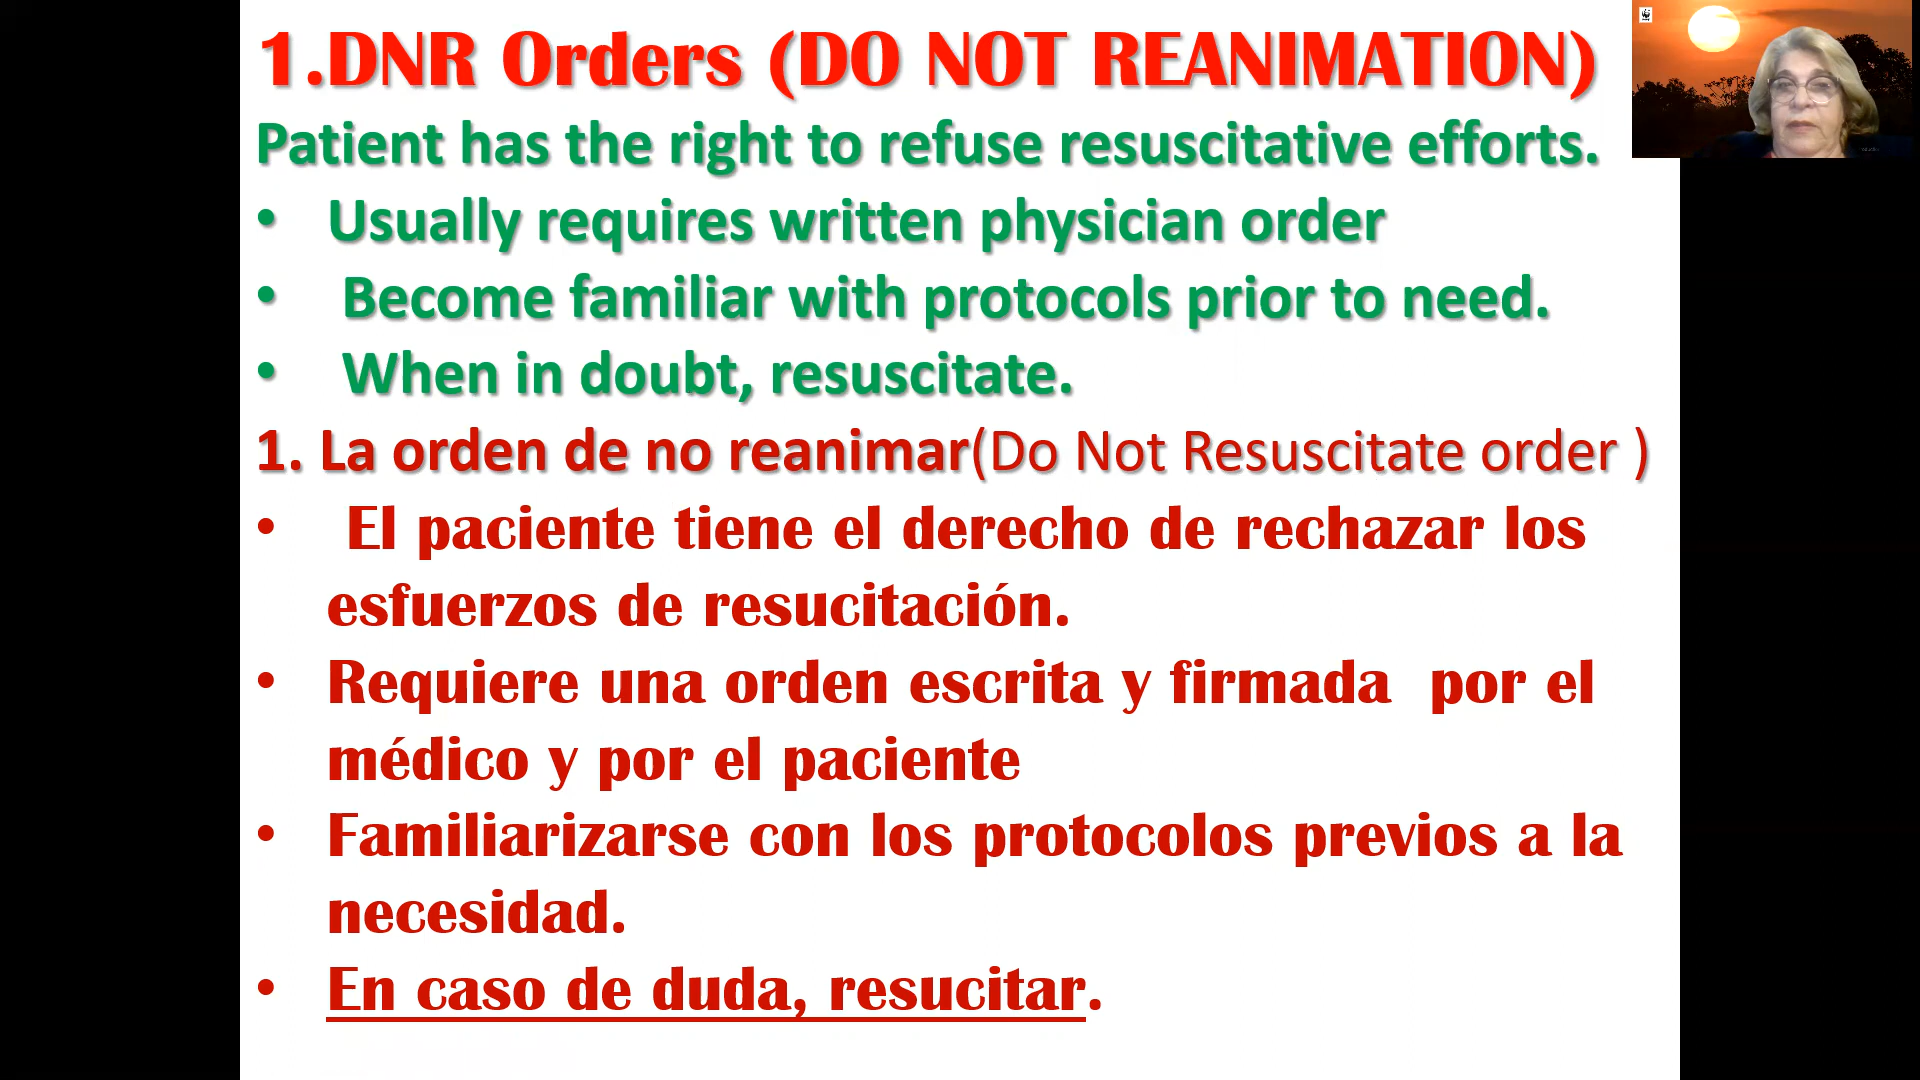 1.DNR Orders (DO NOT REANIMATION)
Patient has the right to refuse resuscitative efforts.
• Usually requires written physician order
• Become familiar with protocols prior to need.
• When in doubt, resuscitate.
1. La orden de no reanimar(Do Not Resuscitate order )
• El paciente tiene el derecho de rechazar los
esfuerzos de resucitación.
• Requiere una orden escrita y firmada por el
médico y por el paciente
• Familiarizarse con los protocolos previos a la
necesidad.
• En caso de duda, resucitar.